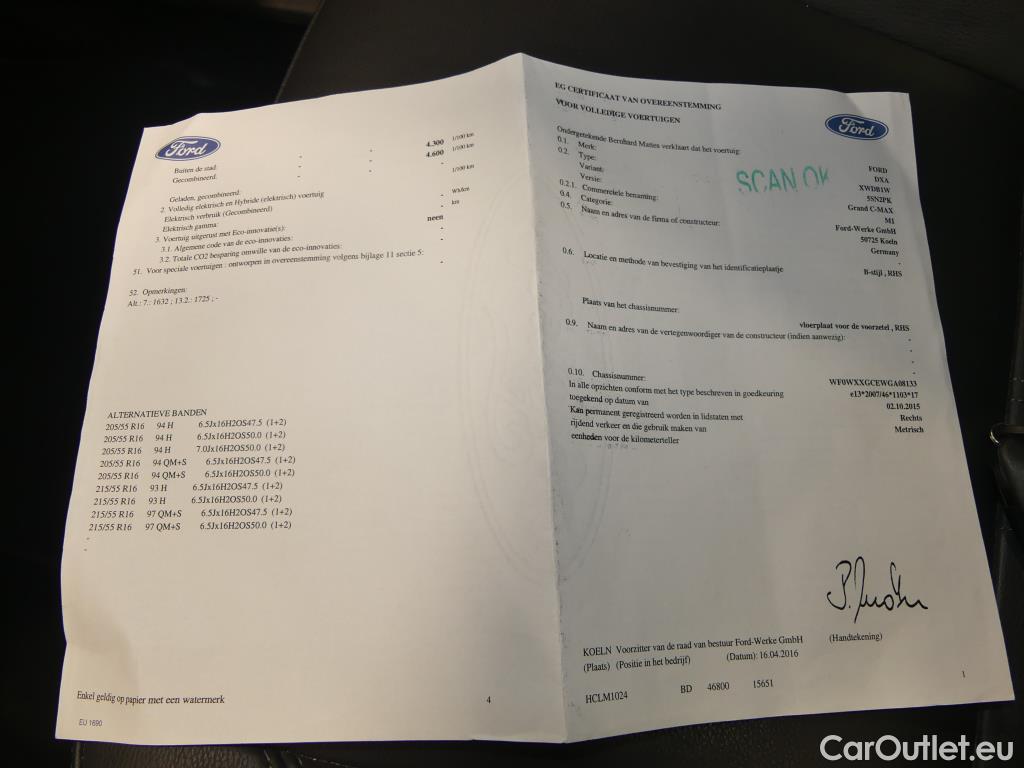 Ford
Buiten de stad: - - 4.300 l/100 km
Gecombineerd. - - 4.600 l/100 km
Geladen, gecombineerd: - l/100 km
2. Volledig elektrisch en Hybride (elektrisch) voertuig
Elektrisch verbruik (Gecombineerd) - Wh/km
Elektrisch gamma: - km
3. Voertuig uitgerust met Eco-innovatie(s): neen
3.1. Algemene code van de eco-innovaties: -
3.2. Totale CO2 besparing omwille van de eco-innovaties: -
51. Voor speciale voertuigen : ontworpen in overeenstemming volgens bijlage 11 sectie 5: -
52. Opmerkingen:
Alt.: 7.: 1632 ; 13.2.: 1725 ; -
ALTERNATIEVE BANDEN
205/55 R16 94 H 6.5Jx16H2OS47.5 (1+2)
205/55 R16 94 H 6.5Jx16H2OS50.0 (1+2)
205/55 R16 94 H 7.0Jx16H2OS50.0 (1+2)
205/55 R16 94 QM+S 6.5Jx16H2OS47.5 (1+2)
205/55 R16 94 QM+S 6.5Jx16H2OS50.0 (1+2)
215/55 R16 93 H 6.5Jx16H2OS47.5 (1+2)
215/55 R16 93 H 6.5Jx16H2OS50.0 (1+2)
215/55 R16 97 QM+S 6.5Jx16H2OS47.5 (1+2)
215/55 R16 97 QM+S 6.5Jx16H2OS50.0 (1+2)
-
-
Enkel geldig op papier met een watermerk
4
EU 1690
EG CERTIFICAAT VAN OVEREENSTEMMING
VOOR VOLLEDIGE VOERTUIGEN
Ford
Ondergetekende Bernhard Mattes verklaart dat het voertuig:
0.1. Merk: FORD
0.2. Type: DXA
Variant: XWDB1W
Versie: 5SN2PK
0.2.1. Commerciele benaming: Grand C-MAX
0.4. Categorie: M1
0.5. Naam en adres van de firma of constructeur: Ford-Werke GmbH
50725 Koeln
Germany
-
SCAN OK
0.6. Locatie en methode van bevestiging van het identificatieplaatje B-stijl , RHS
Plaats van het chassisnummer: vloerplaat voor de voorzetel , RHS
0.9. Naam en adres van de vertegenwoordiger van de constructeur (indien aanwezig): -
-
-
-
0.10. Chassisnummer: WF0WXXGCEWGA08133
In alle opzichten conform met het type beschreven in goedkeuring e13*2007/46*1103*17
toegekend op datum van 02.10.2015
Kan permanent geregistreerd worden in lidstaten met Rechts
rijdend verkeer en die gebruik maken van Metrisch
eenheden voor de kilometerteller
KOELN Voorzitter van de raad van bestuur Ford-Werke GmbH (Handtekening)
(Plaats) (Positie in het bedrijf) (Datum): 16.04.2016
HCLM1024 BD 46800 15651
1
CarOutlet.eu